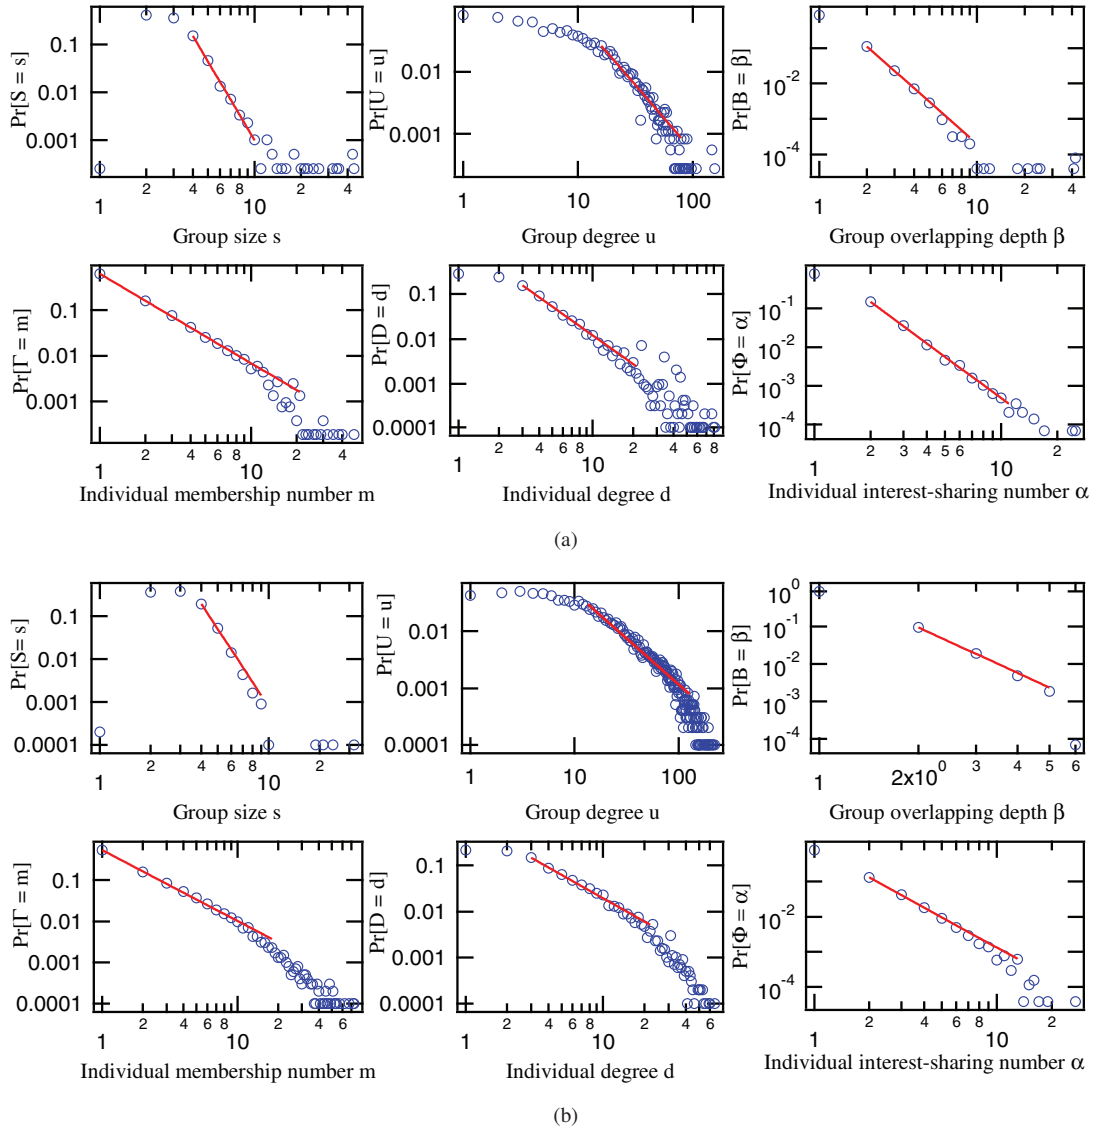 Pr[S = s]
0.1
0.01
0.001
2 4 6 8 2 4
1 10
Group size s
Pr[U = u]
0.01
0.001
1 10 100
Group degree u
Pr[B = β]
10-2
10-4
2 4 6 8 2 4
1 10
Group overlapping depth β
Pr[Γ = m]
0.1
0.01
0.001
2 4 6 8 2 4
1 10
Individual membership number m
Pr[D = d]
0.1
0.01
0.001
0.0001
2 4 6 8 2 4 6 8
1 10
Individual degree d
Pr[Φ = α]
10-1
10-2
10-3
10-4
2 3 4 5 6 2
1 10
Individual interest-sharing number α
(a)
Pr[S= s]
0.1
0.01
0.001
0.0001
2 4 6 8 2
1 10
Group size s
Pr[U = u]
0.01
0.001
0.0001
1 10 100
Group degree u
Pr[B = β]
100
10-1
10-2
10-3
10-4
1 2x100 3 4 5 6
Group overlapping depth β
Pr[Γ = m]
0.1
0.01
0.001
0.0001
2 4 6 8 2 4 6
1 10
Individual membership number m
Pr[D = d]
0.1
0.01
0.001
0.0001
2 4 6 8 2 4 6
1 10
Individual degree d
Pr[Φ = α]
10-2
10-4
2 4 6 8 2
1 10
Individual interest-sharing number α
(b)